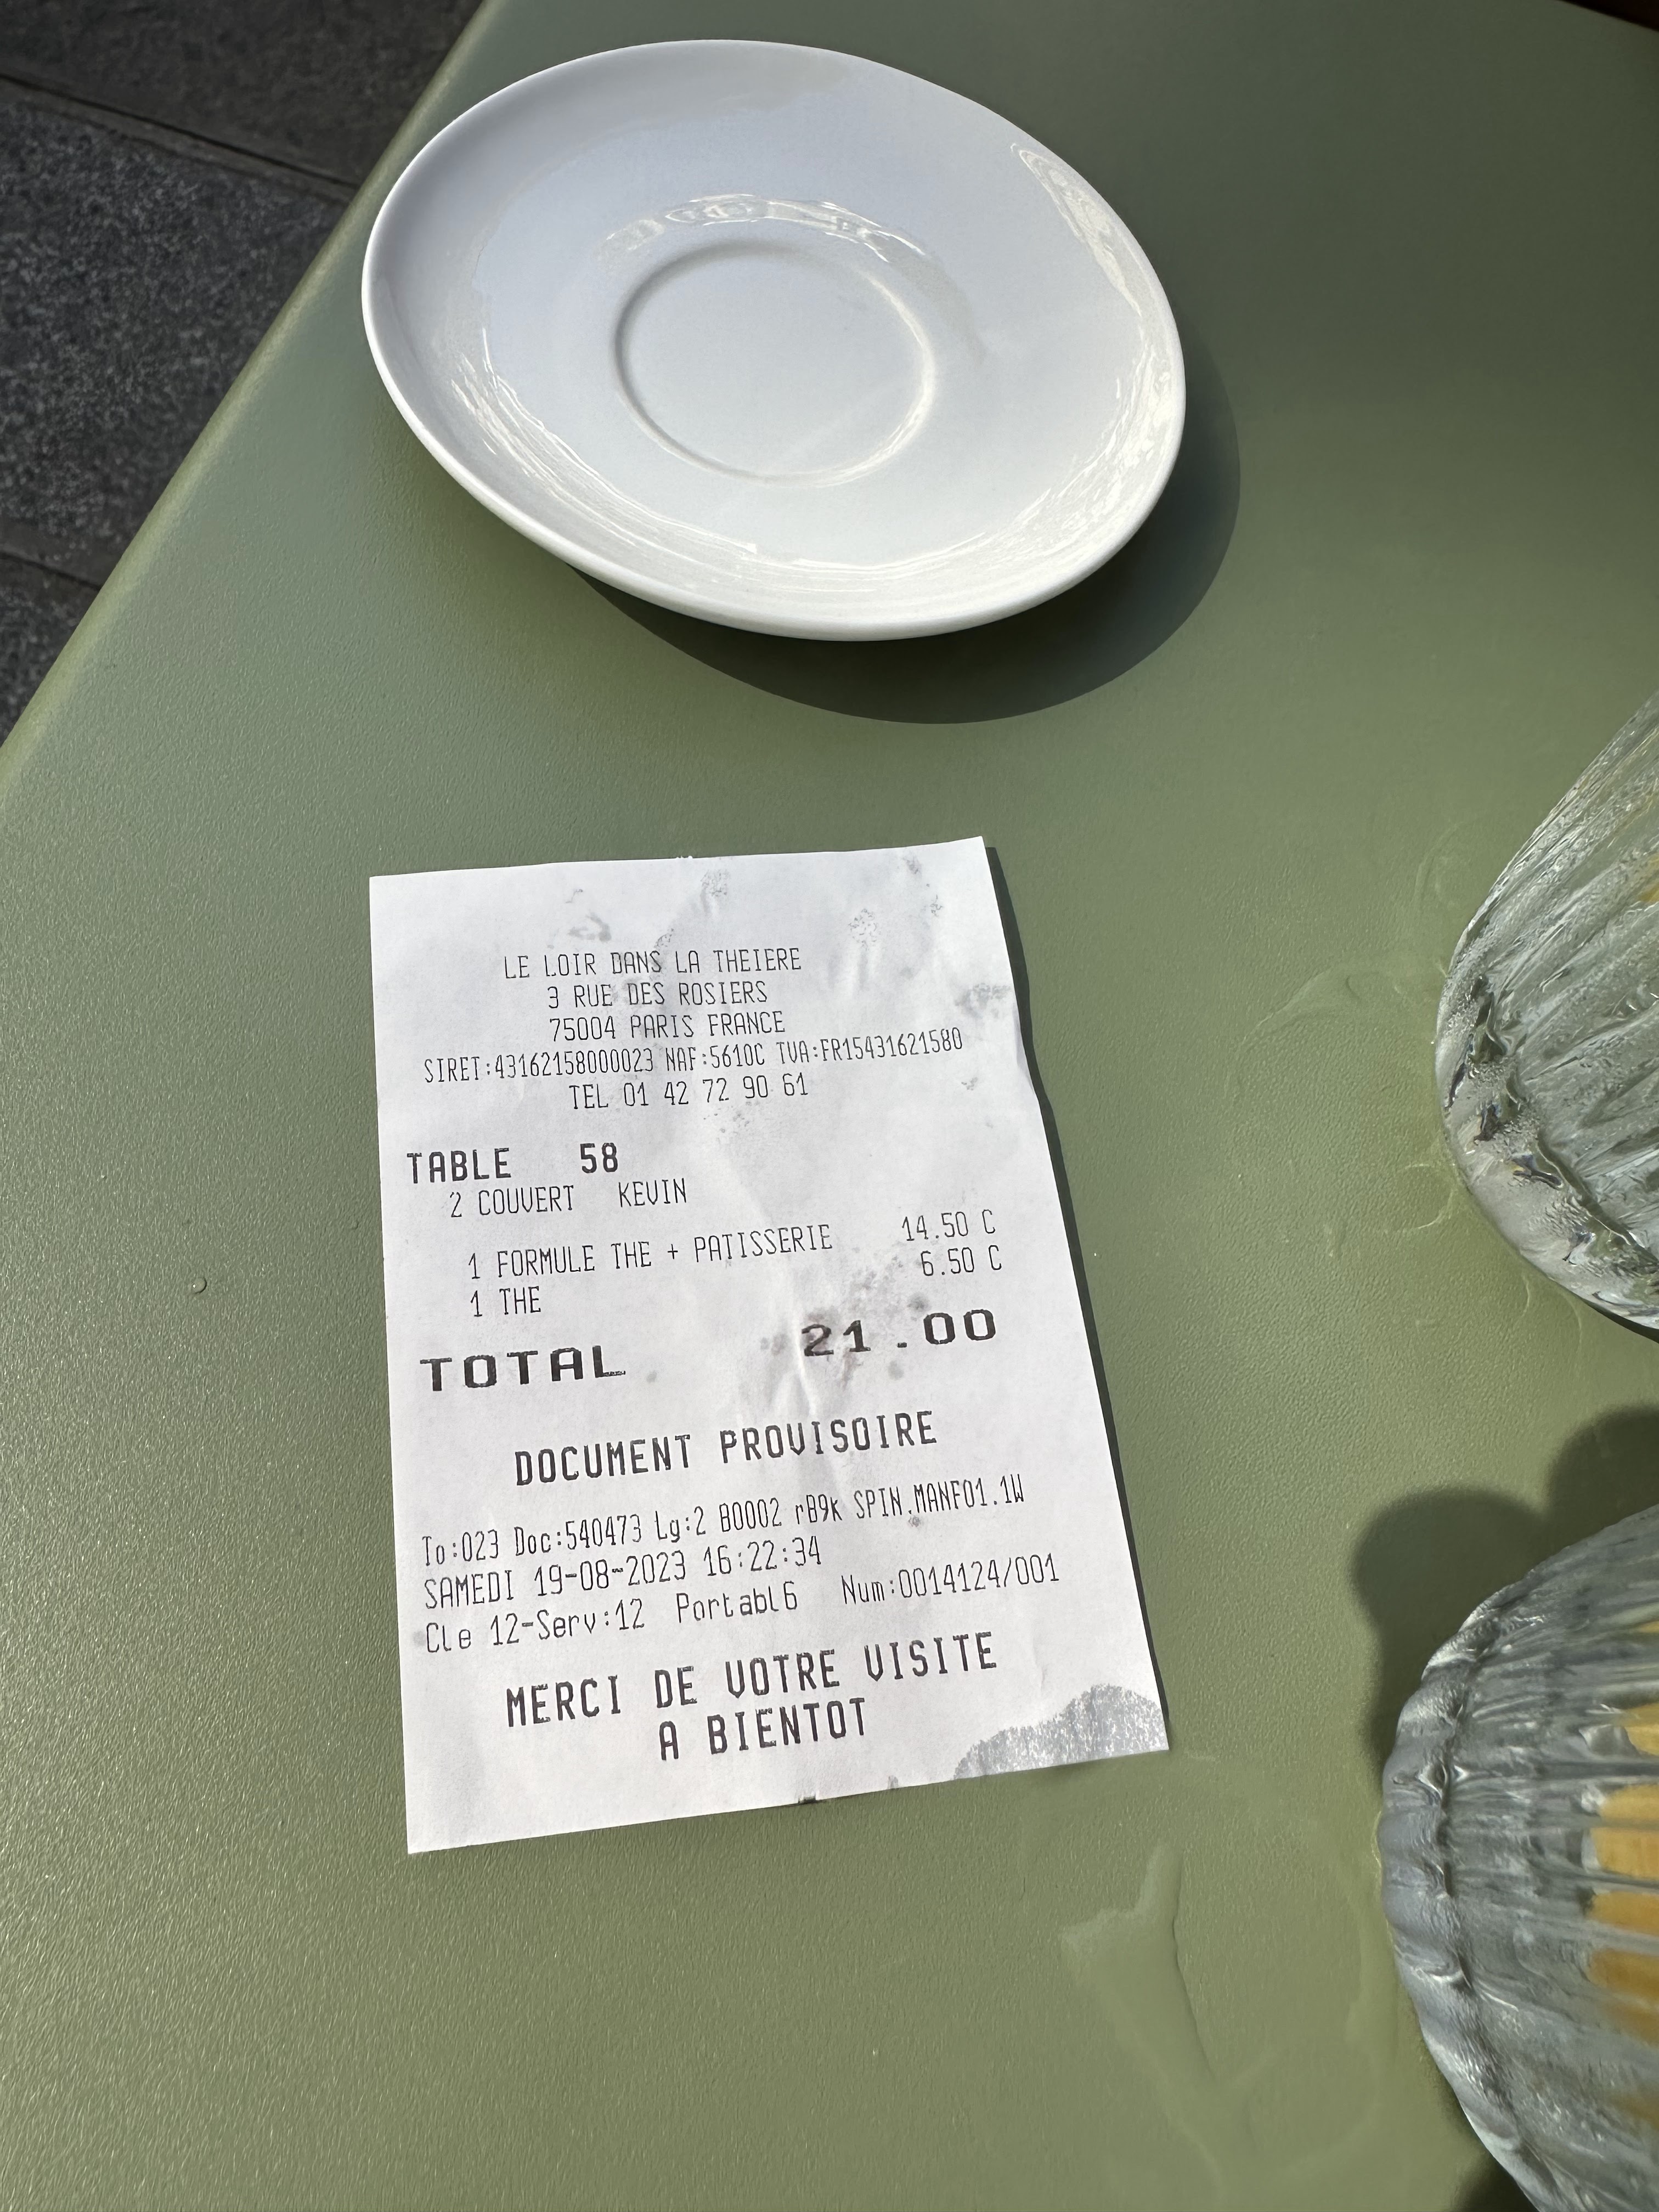 LE LOIR DANS LA THEIERE
3 RUE DES ROSIERS
75004 PARIS FRANCE
SIRET:43162158000023 NAF:5610C TVA:FR15431621580
TEL 01 42 72 90 61
TABLE 58
2 COUVERT KEVIN
1 FORMULE THE + PATISSERIE 14.50 C
1 THE 6.50 C
TOTAL 21.00
DOCUMENT PROVISOIRE
To:023 Doc:540473 Lg:2 B0002 rB9k SPIN.MANF01.1W
SAMEDI 19-08-2023 16:22:34
Cle 12-Serv:12 Portabl6 Num:0014124/001
MERCI DE VOTRE VISITE
A BIENTOT